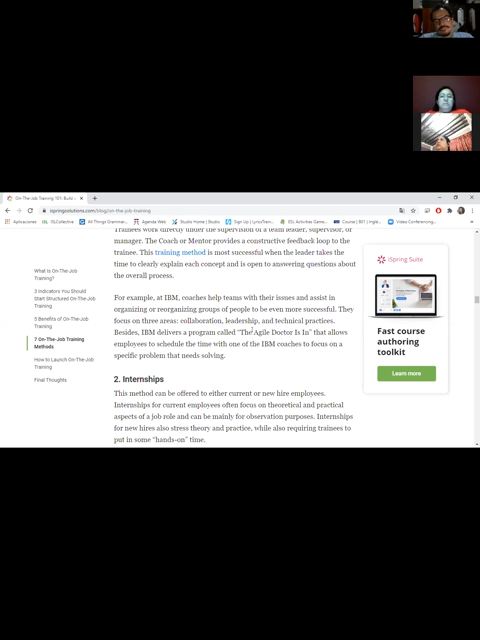 On-The-Job Training 101: Build
ispringsolutions.com/blog/on-the-job-training
Aplicaciones
iSLCollective
All Things Grammar...
Agenda Web
Studio Home | Studio
Sign Up | LyricsTrain...
ESL Activities Game...
Course | B01 | Ingle...
Video Conferencing...
Trainees work directly under the supervision of a team leader, supervisor, or
manager. The Coach or Mentor provides a constructive feedback loop to the
trainee. This training method is most successful when the leader takes the
time to clearly explain each concept and is open to answering questions about
the overall process.
For example, at IBM, coaches help teams with their issues and assist in
organizing or reorganizing groups of people to be even more successful. They
focus on three areas: collaboration, leadership, and technical practices.
Besides, IBM delivers a program called "The Agile Doctor Is In" that allows
employees to schedule the time with one of the IBM coaches to focus on a
specific problem that needs solving.
2. Internships
This method can be offered to either current or new hire employees.
Internships for current employees often focus on theoretical and practical
aspects of a job role and can be mainly for observation purposes. Internships
for new hires also stress theory and practice, while also requiring trainees to
put in some "hands-on" time.
What is On-The-Job
Training?
3 Indicators You Should
Start Structured On-The-Job
Training
5 Benefits of On-The-Job
Training
7 On-The-Job Training
Methods
How to Launch On-The-Job
Training
Final Thoughts
iSpring Suite
Fast course
authoring
toolkit
Learn more